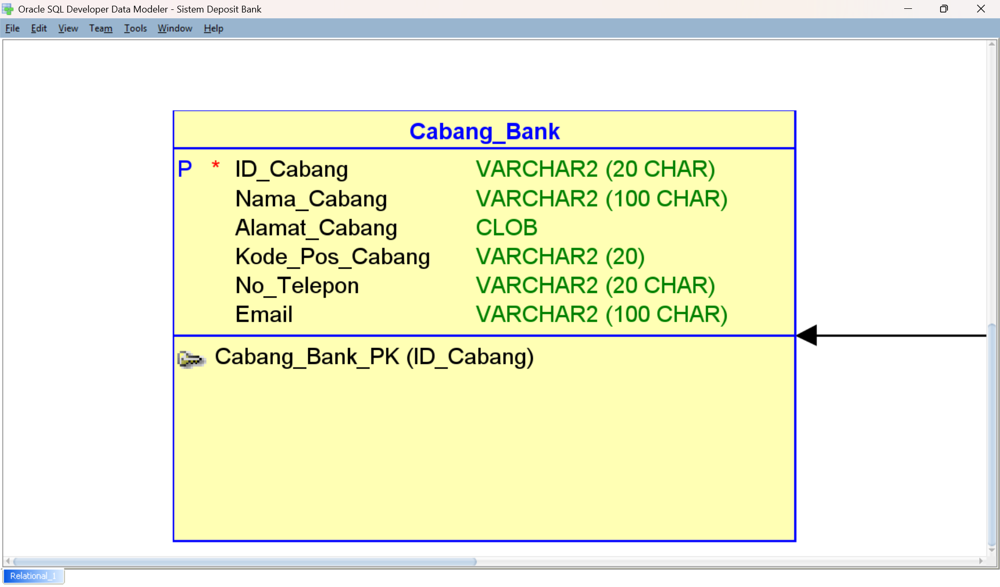 Oracle SQL Developer Data Modeler - Sistem Deposit Bank
File Edit View Team Tools Window Help
Cabang_Bank
P * ID_Cabang VARCHAR2 (20 CHAR)
Nama_Cabang VARCHAR2 (100 CHAR)
Alamat_Cabang CLOB
Kode_Pos_Cabang VARCHAR2 (20)
No_Telepon VARCHAR2 (20 CHAR)
Email VARCHAR2 (100 CHAR)
Cabang_Bank_PK (ID_Cabang)
Relational_1